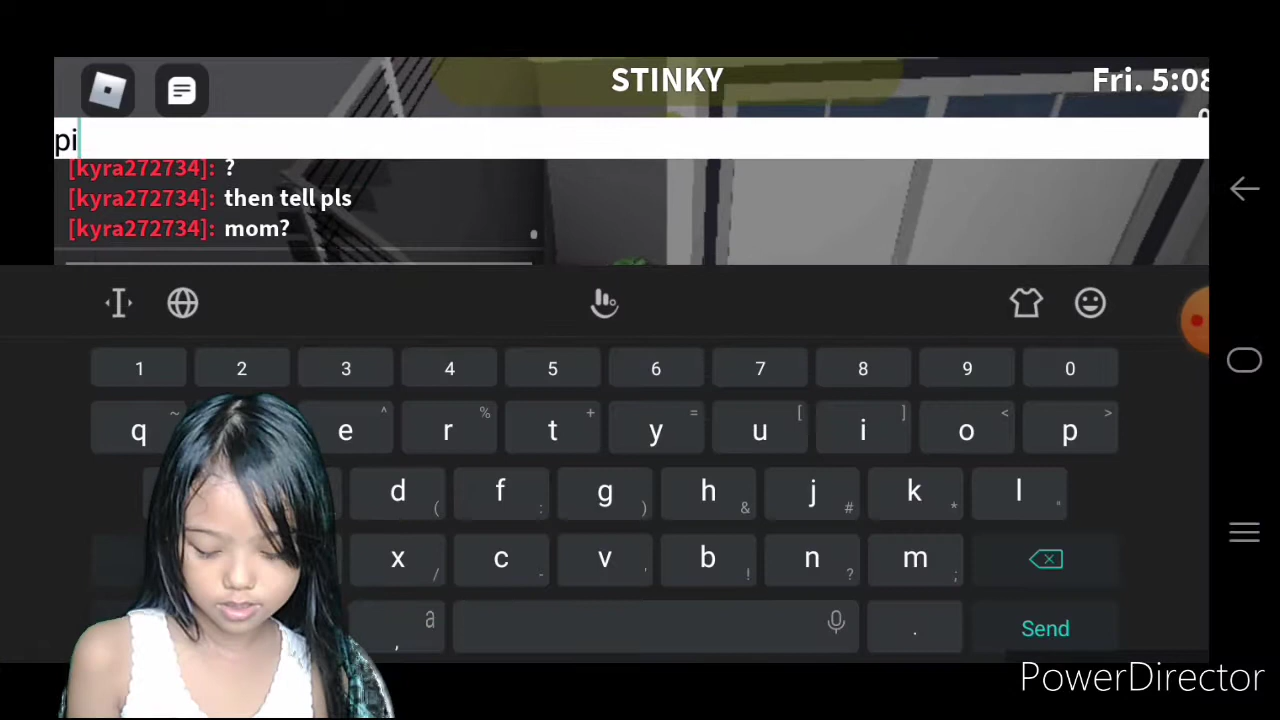 STINKY
Fri. 5:08
pi
[kyra272734]: ?
[kyra272734]: then tell pls
[kyra272734]: mom?
1 2 3 4 5 6 7 8 9 0
~ ^ % + = [ ] < >
q e r t y u i o p
d f g h j k l
( : ) & # * "
x c v b n m
/ - ' ! ? ;
a
, . Send
PowerDirector